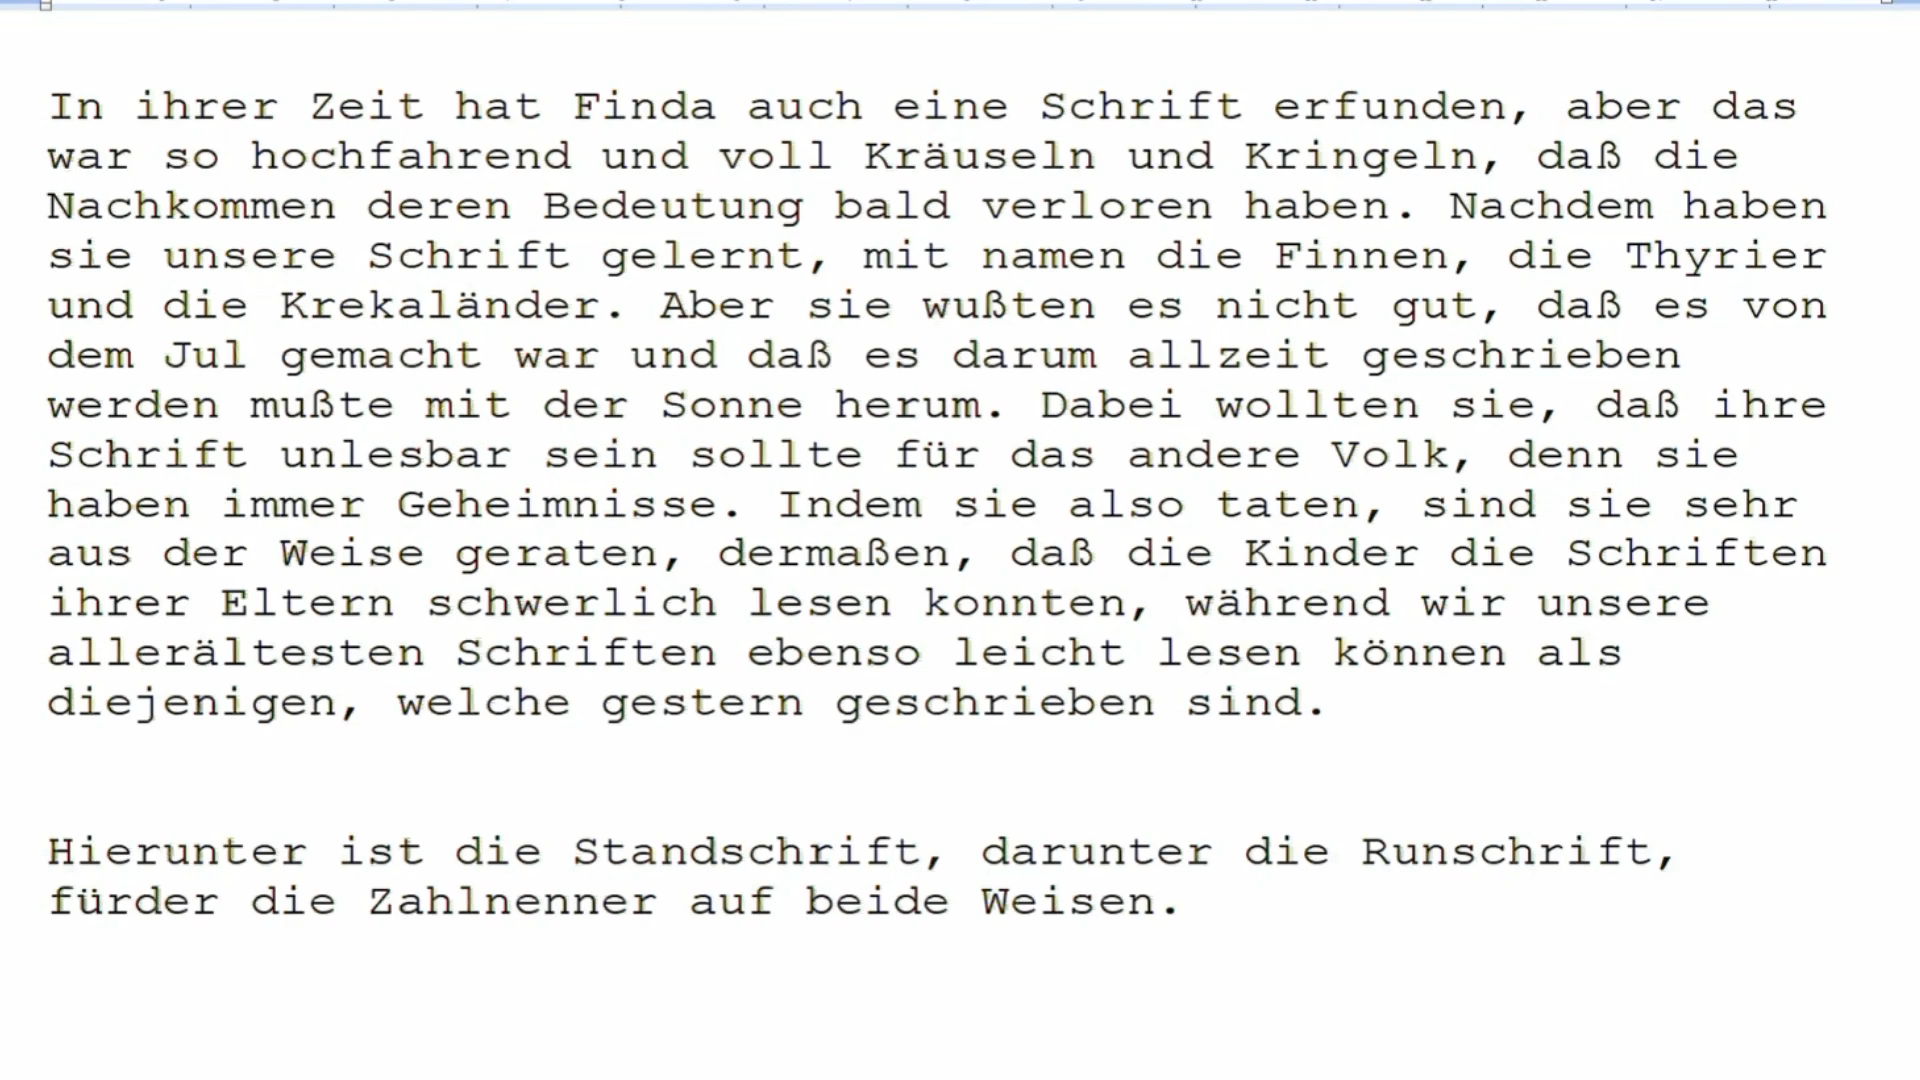 In ihrer Zeit hat Finda auch eine Schrift erfunden, aber das
war so hochfahrend und voll Kräuseln und Kringeln, daß die
Nachkommen deren Bedeutung bald verloren haben. Nachdem haben
sie unsere Schrift gelernt, mit namen die Finnen, die Thyrier
und die Krekaländer. Aber sie wußten es nicht gut, daß es von
dem Jul gemacht war und daß es darum allzeit geschrieben
werden mußte mit der Sonne herum. Dabei wollten sie, daß ihre
Schrift unlesbar sein sollte für das andere Volk, denn sie
haben immer Geheimnisse. Indem sie also taten, sind sie sehr
aus der Weise geraten, dermaßen, daß die Kinder die Schriften
ihrer Eltern schwerlich lesen konnten, während wir unsere
allerältesten Schriften ebenso leicht lesen können als
diejenigen, welche gestern geschrieben sind.
Hierunter ist die Standschrift, darunter die Runschrift,
fürder die Zahlnenner auf beide Weisen.